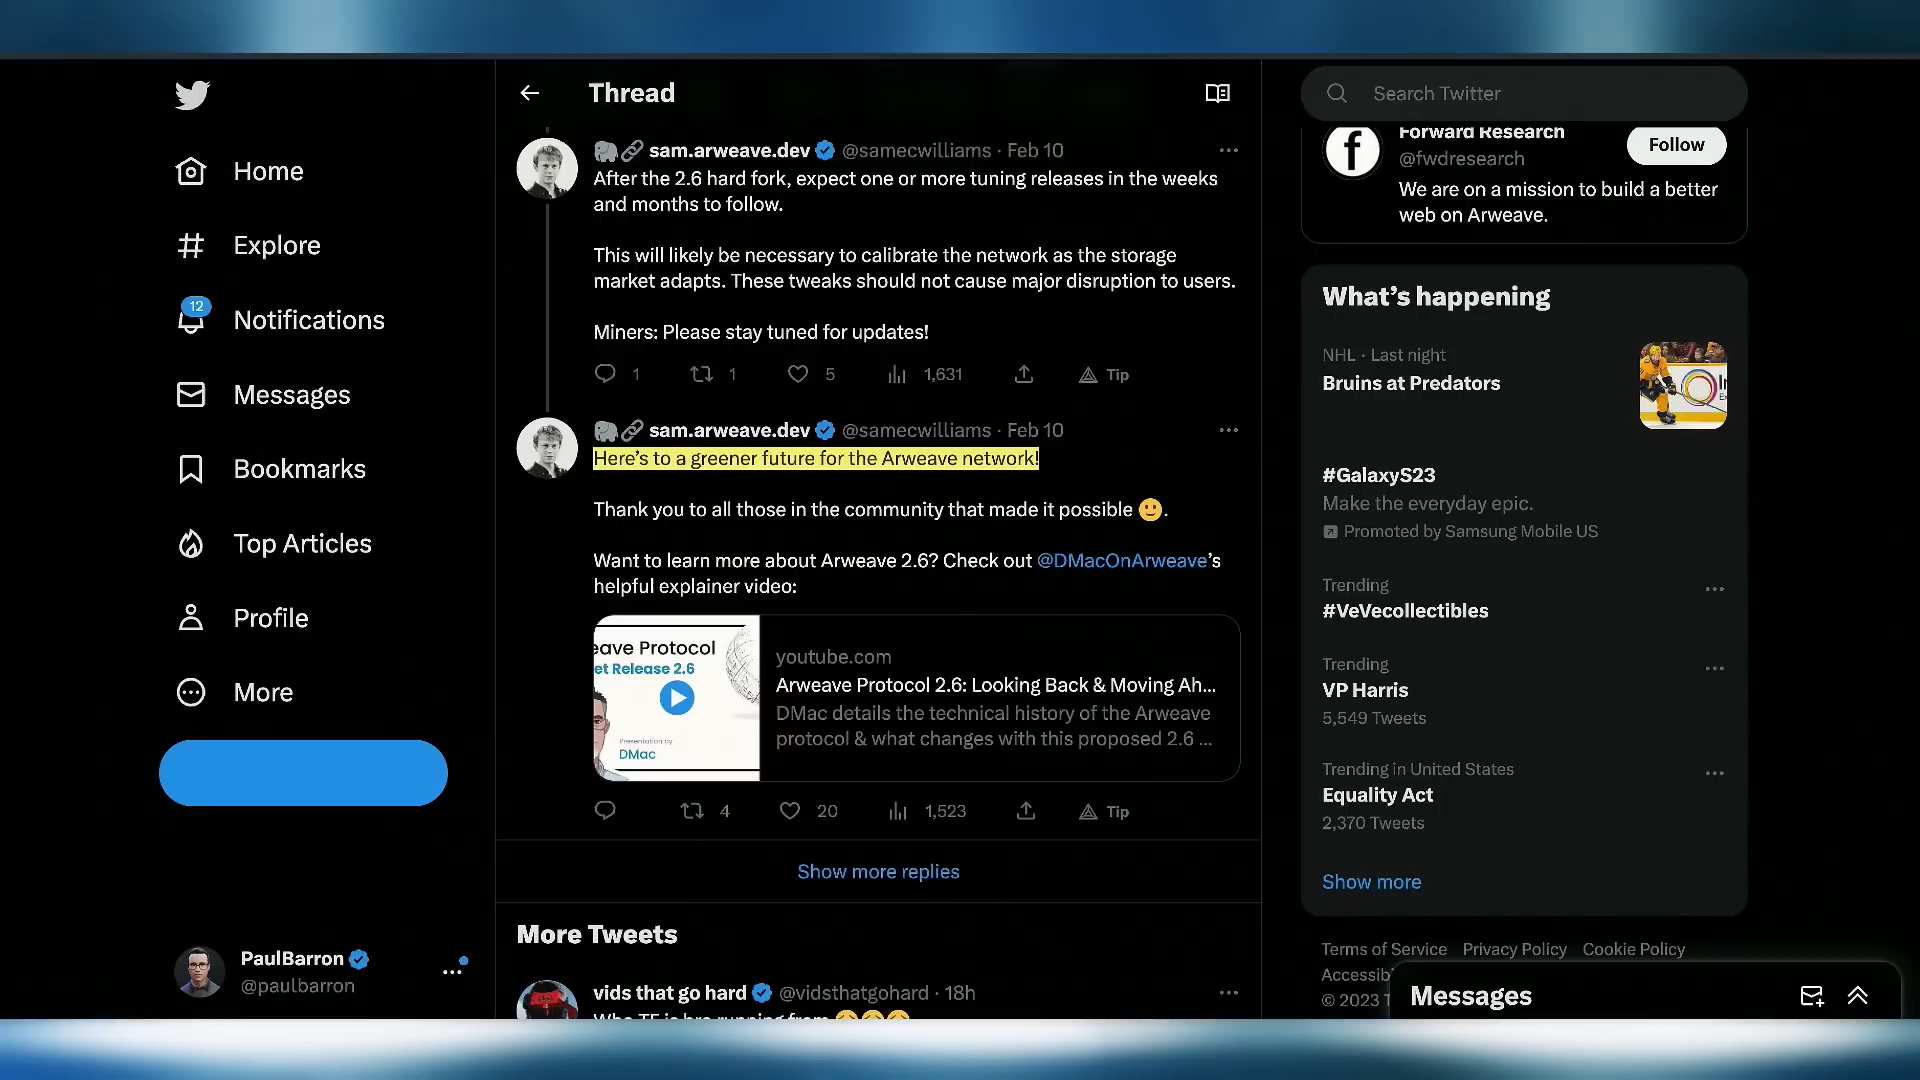 Home
Explore
12
Notifications
Messages
Bookmarks
Top Articles
Profile
More
PaulBarron
@paulbarron
Thread
sam.arweave.dev @samecwilliams · Feb 10
After the 2.6 hard fork, expect one or more tuning releases in the weeks
and months to follow.
This will likely be necessary to calibrate the network as the storage
market adapts. These tweaks should not cause major disruption to users.
Miners: Please stay tuned for updates!
1 1 5 1,631 Tip
sam.arweave.dev @samecwilliams · Feb 10
Here's to a greener future for the Arweave network!
Thank you to all those in the community that made it possible 🙂.
Want to learn more about Arweave 2.6? Check out @DMacOnArweave's
helpful explainer video:
eave Protocol
et Release 2.6
Presentation by
DMac
youtube.com
Arweave Protocol 2.6: Looking Back & Moving Ah...
DMac details the technical history of the Arweave
protocol & what changes with this proposed 2.6 ...
4 20 1,523 Tip
Show more replies
More Tweets
vids that go hard @vidsthatgohard · 18h
Search Twitter
Forward Research
@fwdresearch
Follow
We are on a mission to build a better
web on Arweave.
What's happening
NHL · Last night
Bruins at Predators
#GalaxyS23
Make the everyday epic.
Promoted by Samsung Mobile US
Trending
#VeVecollectibles
Trending
VP Harris
5,549 Tweets
Trending in United States
Equality Act
2,370 Tweets
Show more
Terms of Service Privacy Policy Cookie Policy
Accessib
© 2023 T
Messages